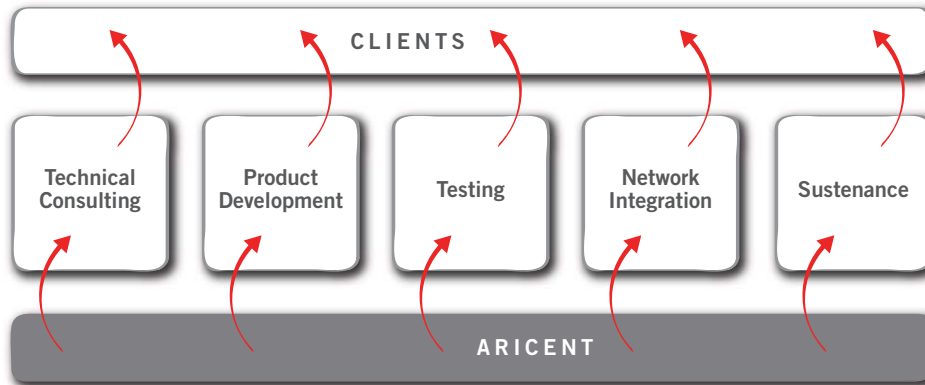 CLIENTS
Technical
Consulting
Product
Development
Testing
Network
Integration
Sustenance
ARICENT